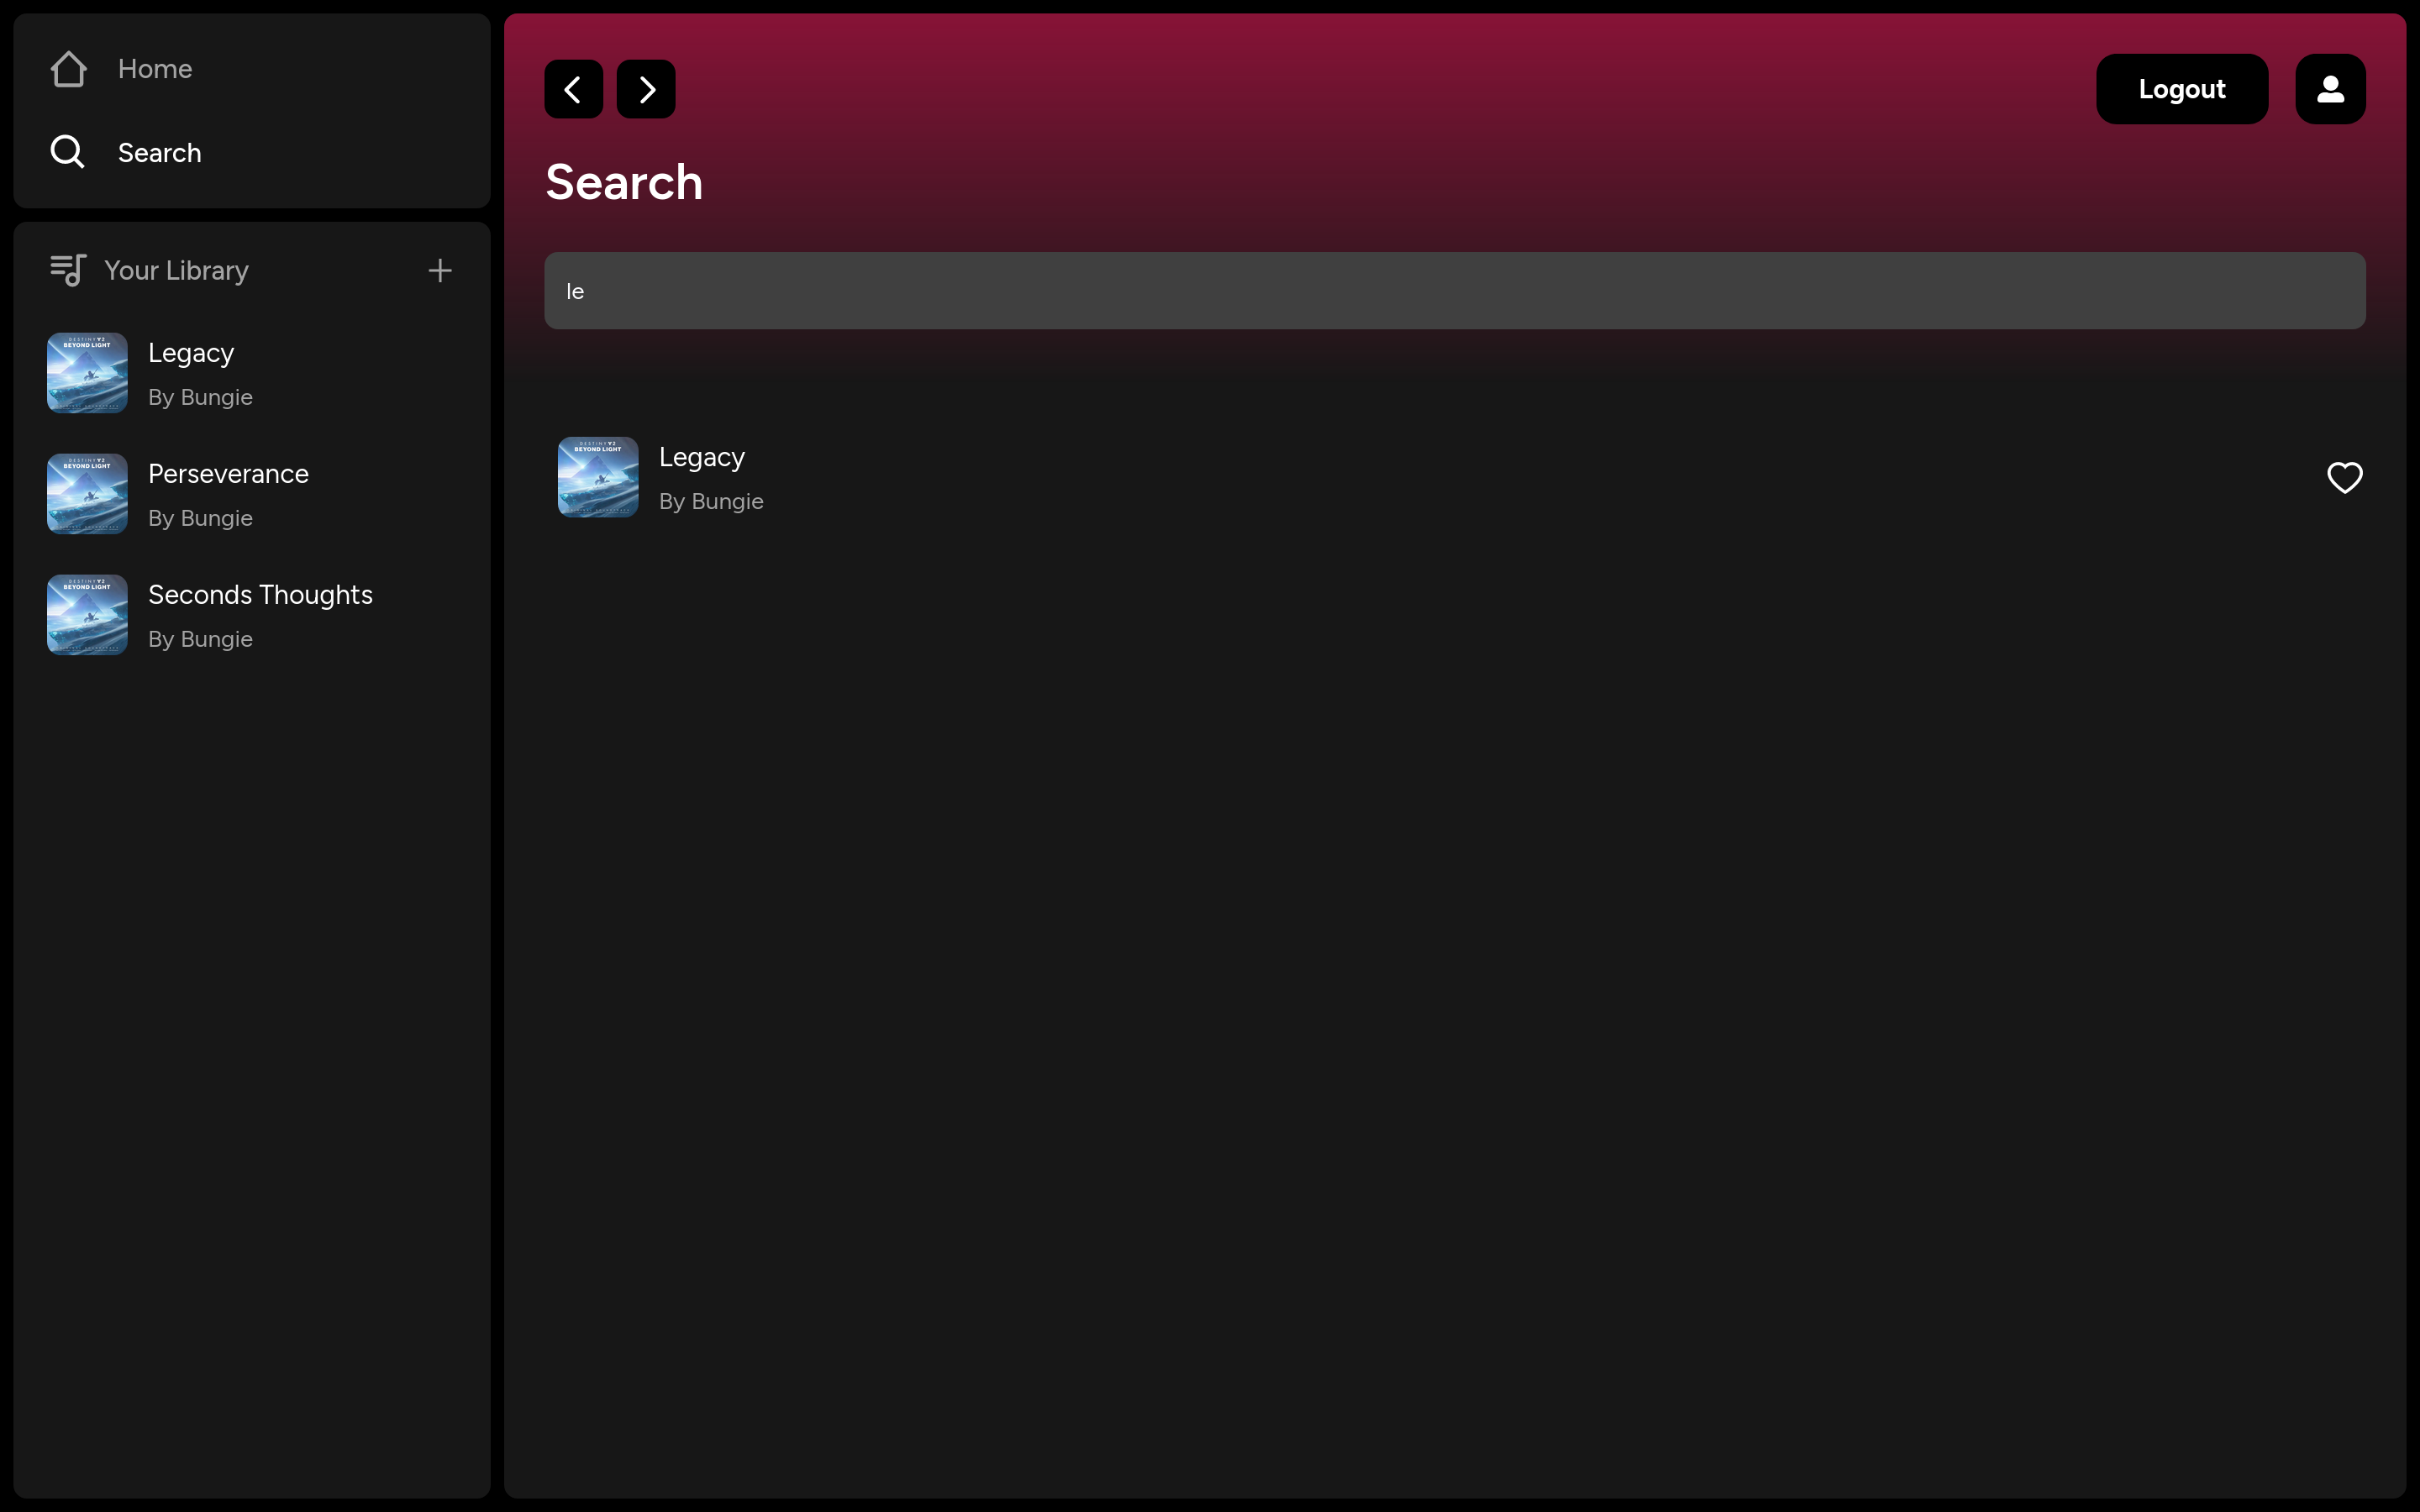 Home
Search
Your Library
DESTINY 2
BEYOND LIGHT
Legacy
By Bungie
DESTINY 2
BEYOND LIGHT
Perseverance
By Bungie
DESTINY 2
BEYOND LIGHT
Seconds Thoughts
By Bungie
Logout
Search
le
DESTINY 2
BEYOND LIGHT
Legacy
By Bungie